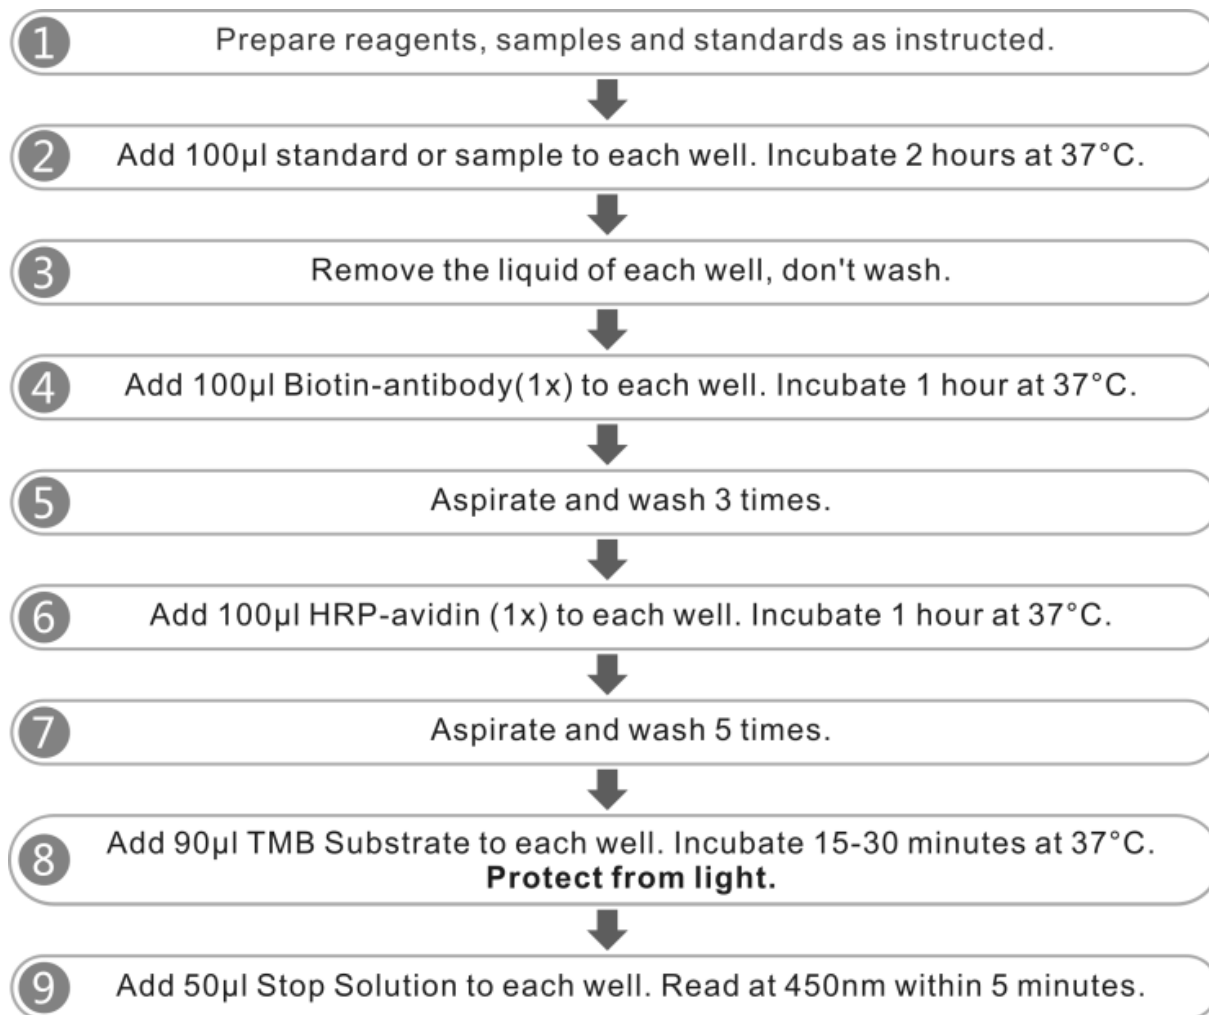 1 Prepare reagents, samples and standards as instructed.
2 Add 100µl standard or sample to each well. Incubate 2 hours at 37°C.
3 Remove the liquid of each well, don't wash.
4 Add 100µl Biotin-antibody(1x) to each well. Incubate 1 hour at 37°C.
5 Aspirate and wash 3 times.
6 Add 100µl HRP-avidin (1x) to each well. Incubate 1 hour at 37°C.
7 Aspirate and wash 5 times.
8 Add 90µl TMB Substrate to each well. Incubate 15-30 minutes at 37°C.
Protect from light.
9 Add 50µl Stop Solution to each well. Read at 450nm within 5 minutes.